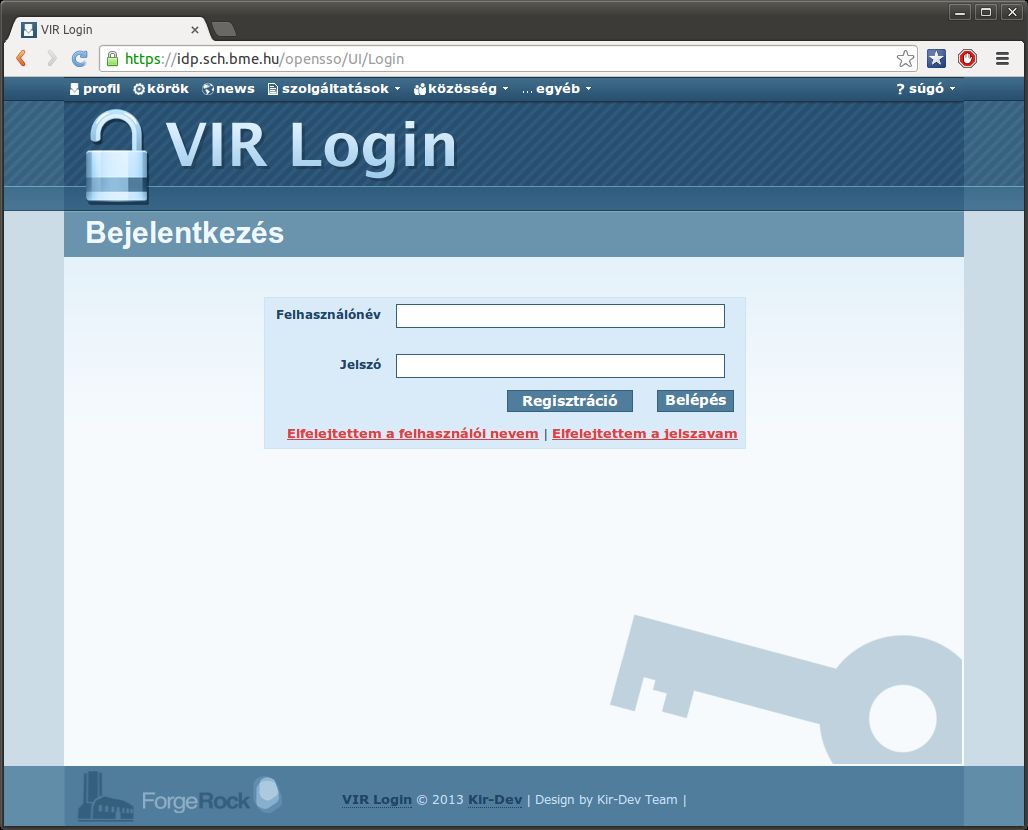 VIR Login
https://idp.sch.bme.hu/opensso/UI/Login
profil körök news szolgáltatások közösség ... egyéb ? súgó
VIR Login
Bejelentkezés
Felhasználónév
Jelszó
Regisztráció Belépés
Elfelejtettem a felhasználói nevem | Elfelejtettem a jelszavam
ForgeRock VIR Login © 2013 Kir-Dev | Design by Kir-Dev Team |